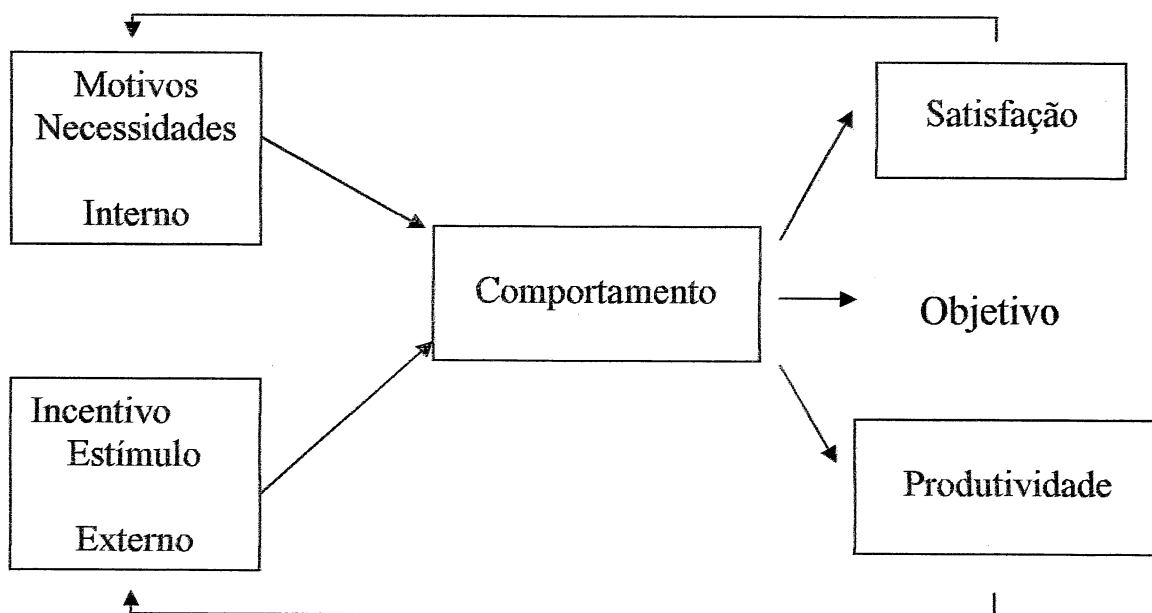 Motivos
Necessidades
Interno
Satisfação
Comportamento
Objetivo
Incentivo
Estímulo
Externo
Produtividade